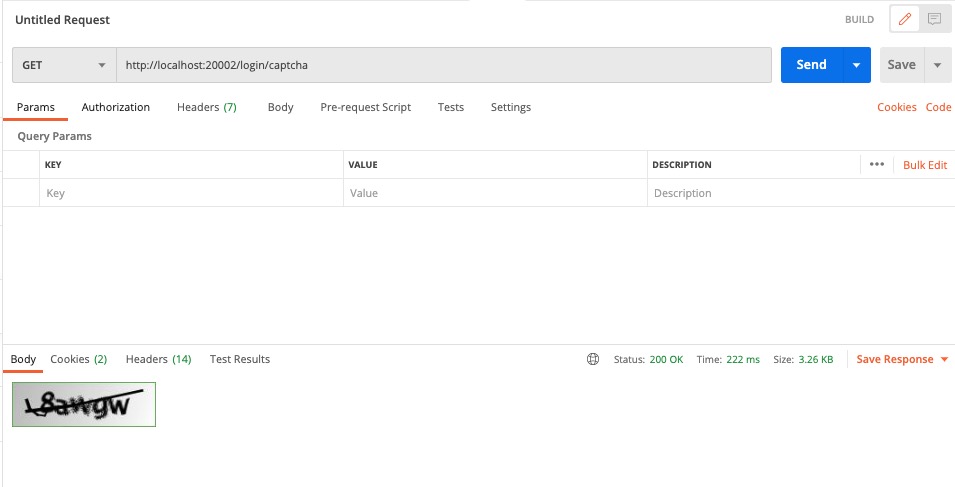 Untitled Request
BUILD
GET http://localhost:20002/login/captcha Send Save
Params Authorization Headers (7) Body Pre-request Script Tests Settings Cookies Code
Query Params
KEY VALUE DESCRIPTION ••• Bulk Edit
Key Value Description
Body Cookies (2) Headers (14) Test Results Status: 200 OK Time: 222 ms Size: 3.26 KB Save Response